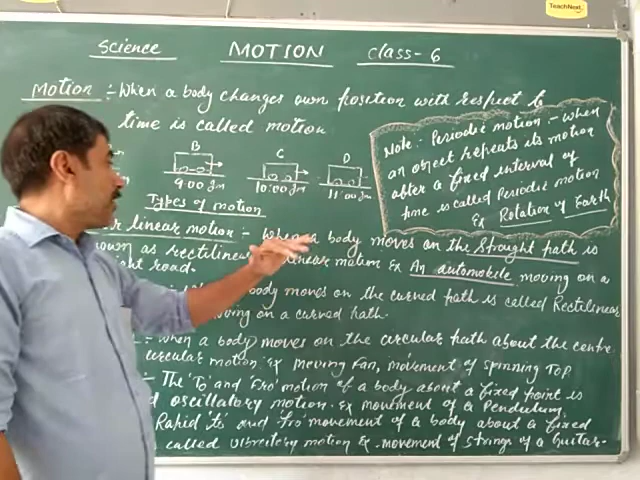 TeachNext
Science MOTION Class-6
Motion :- When a body changes own position with respect to
time is called motion
B C D
9:00 Am 10:00 Am 11:00 Am
Note :- Periodic motion :- when
an object repeats its motion
after a fixed interval of
time is called Periodic motion
Ex Rotation of Earth
Types of motion
linear motion :- When a body moves on the straight path is
as rectilinear linear motion Ex An automobile moving on a
road.
body moves on the curved path is called Rectilinear
on a curved path.
:- When a body moves on the circular path about the centre
circular motion Ex Moving Fan, movement of spinning Top.
:- The 'To' and Fro' motion of a body about a fixed point is
oscillatory motion. Ex movement of a Pendulum,
Rapid 'to and fro' movement of a body about a fixed
called vibratory motion Ex movement of strings of a Guitar.